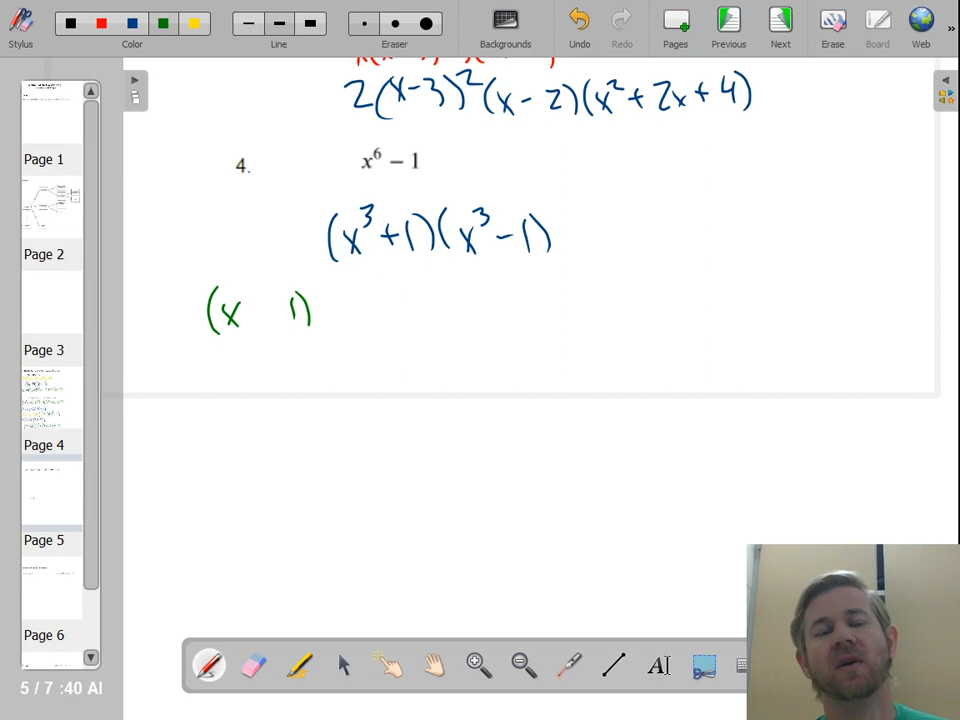 Stylus Color Line Eraser Backgrounds Undo Redo Pages Previous Next Erase Board Web »
2(x-3)²(x-2)(x²+2x+4)
4. x⁶ – 1
(x³+1)(x³-1)
(x 1)
Page 1
Page 2
Page 3
Page 4
Page 5
Page 6
5 / 7 :40 AI
A